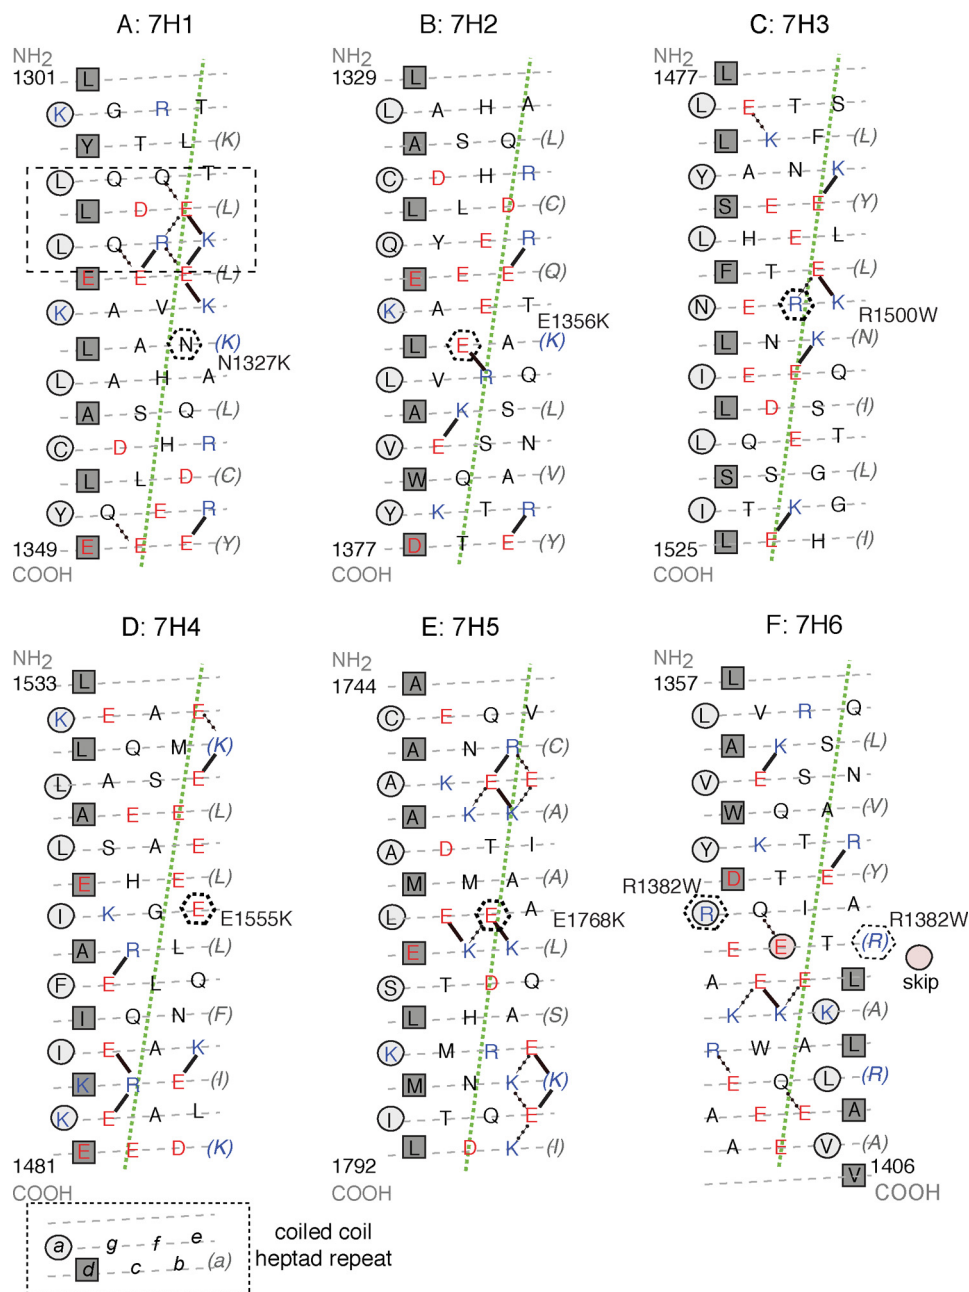 A: 7H1
NH2
1301 L
K G R T
Y T L (K)
L Q Q T
L D E (L)
L Q R K
E E E (L)
K A V K
L A N (K)
N1327K
L A H A
A S Q (L)
C D H R
L L D (C)
Y Q E R
1349 E E E (Y)
COOH
B: 7H2
NH2
1329 L
L A H A
A S Q (L)
C D H R
L L D (C)
Q Y E R
E E E (Q)
K A E T
E1356K
L E A (K)
L V R Q
A K S (L)
V E S N
W Q A (V)
Y K T R
1377 D T E (Y)
COOH
C: 7H3
NH2
1477 L
L E T S
L K F (L)
Y A N K
S E E (Y)
L H E L
F T E (L)
N E R K R1500W
L N K (N)
I E E Q
L D S (I)
L Q E T
S S G (L)
I T K G
1525 L E H (I)
COOH
D: 7H4
NH2
1533 L
K E A E
L Q M (K)
L A S E
A E E (L)
L S A E
E H E (L)
I K G E E1555K
A R L (L)
F E L Q
I Q N (F)
I E A K
K R E (I)
K E A L
1481 E E D (K)
COOH
E: 7H5
NH2
1744 A
C E Q V
A N R (C)
A K E E
A K K (A)
A D T I
M M A (A)
L E E A E1768K
E K K (L)
S T D Q
L H A (S)
K M R E
M N K (K)
I T Q E
1792 L D K (I)
COOH
F: 7H6
NH2
1357 L
L V R Q
A K S (L)
V E S N
W Q A (V)
Y K T R
D T E (Y)
R1382W
R Q I A
R1382W
E E T (R)
skip
A E E L
K K K (A)
R W A L
E Q L (R)
A E E A
A E V (A)
V 1406
COOH
a g f e
d c b (a)
coiled coil
heptad repeat